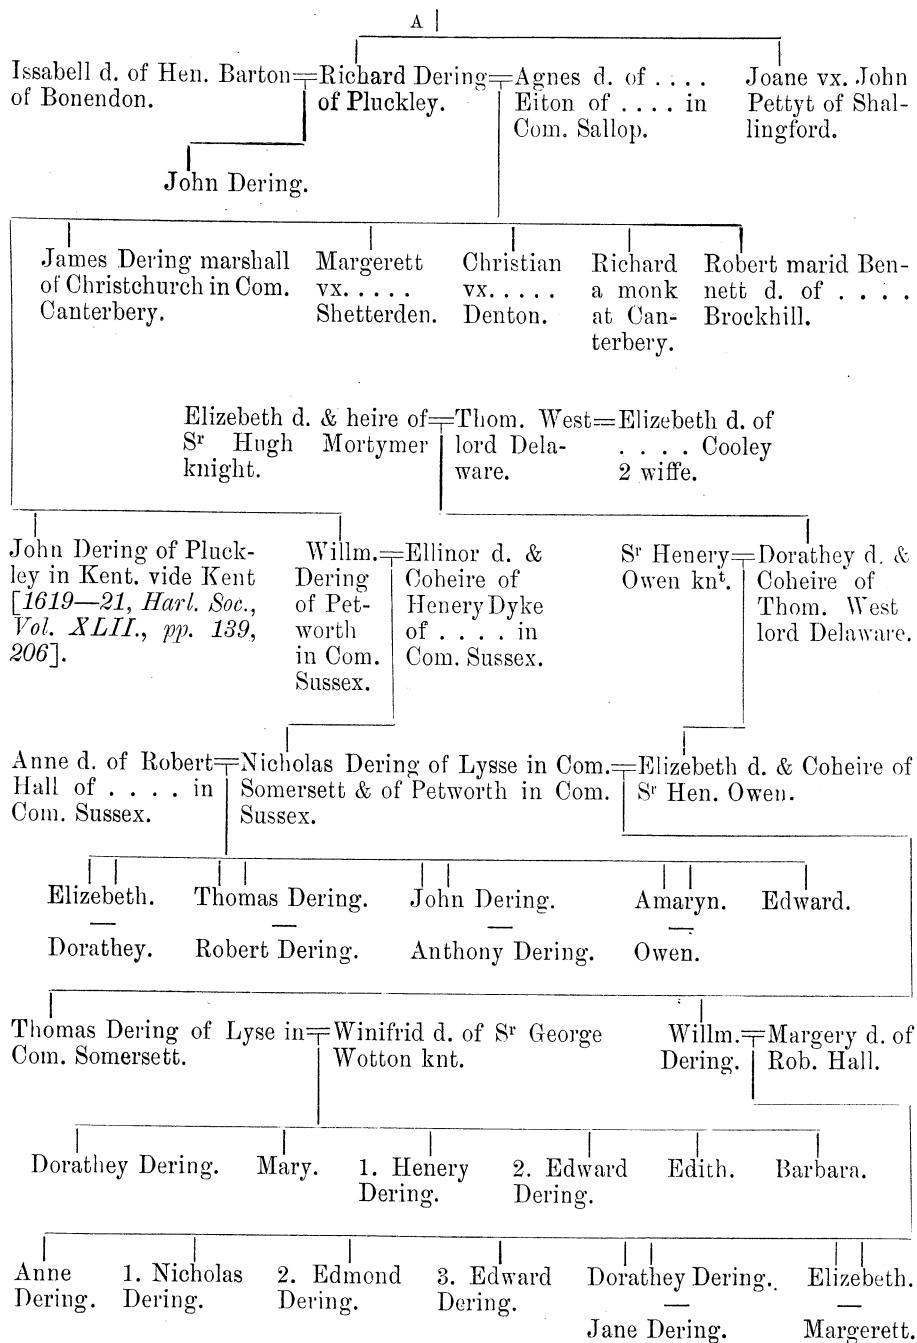 A
Issabell d. of Hen. Barton
of Bonendon.
Richard Dering
of Pluckley.
Agnes d. of . . . .
Eiton of . . . . in
Com. Sallop.
Joane vx. John
Pettyt of Shal-
lingford.
John Dering.
James Dering marshall
of Christchurch in Com.
Canterbery.
Margerett
vx. . . . .
Shetterden.
Christian
vx. . . . .
Denton.
Richard
a monk
at Can-
terbery.
Robert marid Ben-
nett d. of . . . .
Brockhill.
Elizebeth d. & heire of
Sr Hugh Mortymer
knight.
Thom. West
lord Dela-
ware.
Elizebeth d. of
. . . . Cooley
2 wiffe.
John Dering of Pluck-
ley in Kent. vide Kent
[1619—21, Harl. Soc.,
Vol. XLII., pp. 139,
206].
Willm.
Dering
of Pet-
worth
in Com.
Sussex.
Ellinor d. &
Coheire of
Henery Dyke
of . . . . in
Com. Sussex.
Sr Henery
Owen knt.
Dorathey d. &
Coheire of
Thom. West
lord Delaware.
Anne d. of Robert
Hall of . . . . in
Com. Sussex.
Nicholas Dering of Lysse in Com.
Somersett & of Petworth in Com.
Sussex.
Elizebeth d. & Coheire of
Sr Hen. Owen.
Elizebeth.
—
Dorathey.
Thomas Dering.
—
Robert Dering.
John Dering.
—
Anthony Dering.
Amaryn.
—
Owen.
Edward.
Thomas Dering of Lyse in
Com. Somersett.
Winifrid d. of Sr George
Wotton knt.
Willm.
Dering.
Margery d. of
Rob. Hall.
Dorathey Dering.
Mary.
1. Henery
Dering.
2. Edward
Dering.
Edith.
Barbara.
Anne
Dering.
1. Nicholas
Dering.
2. Edmond
Dering.
3. Edward
Dering.
Dorathey Dering.
—
Jane Dering.
Elizebeth.
—
Margerett.